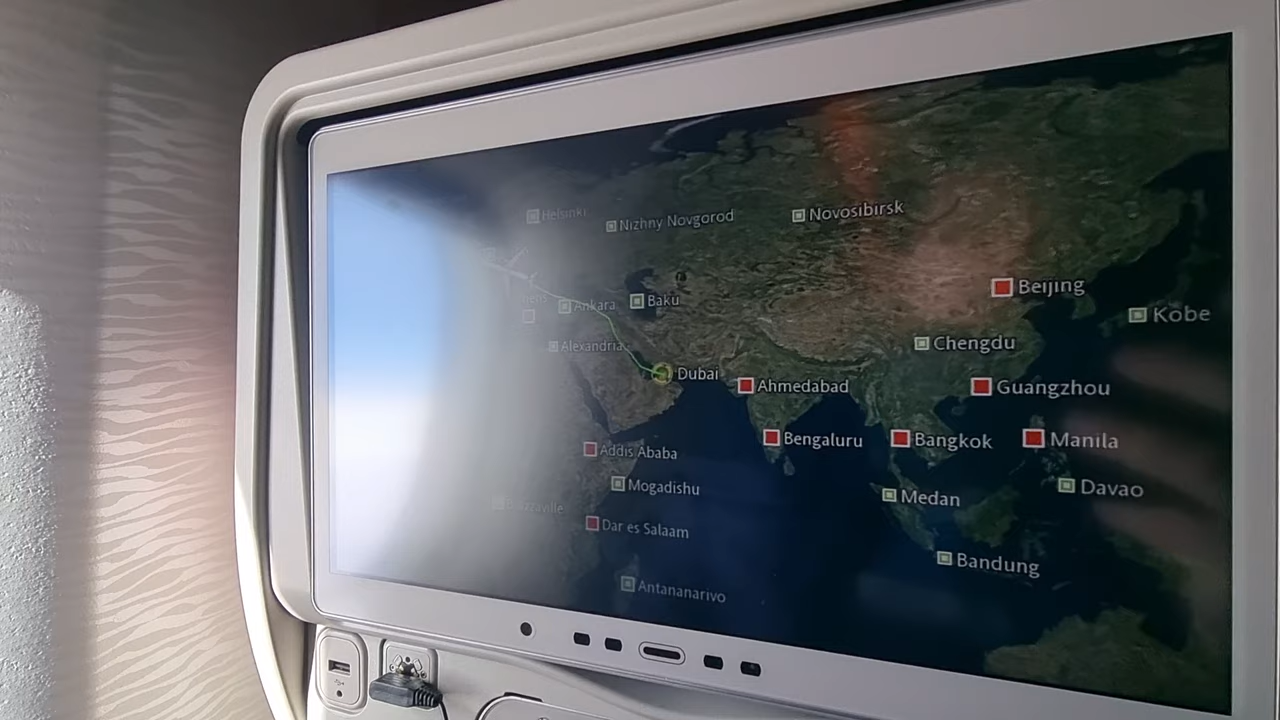 Helsinki
Nizhny Novgorod
Novosibirsk
Beijing
Ankara
Baku
Kobe
Chengdu
Alexandria
Dubai
Ahmedabad
Guangzhou
Bengaluru
Bangkok
Manila
Addis Ababa
Mogadishu
Medan
Davao
Brazzaville
Dar es Salaam
Bandung
Antananarivo